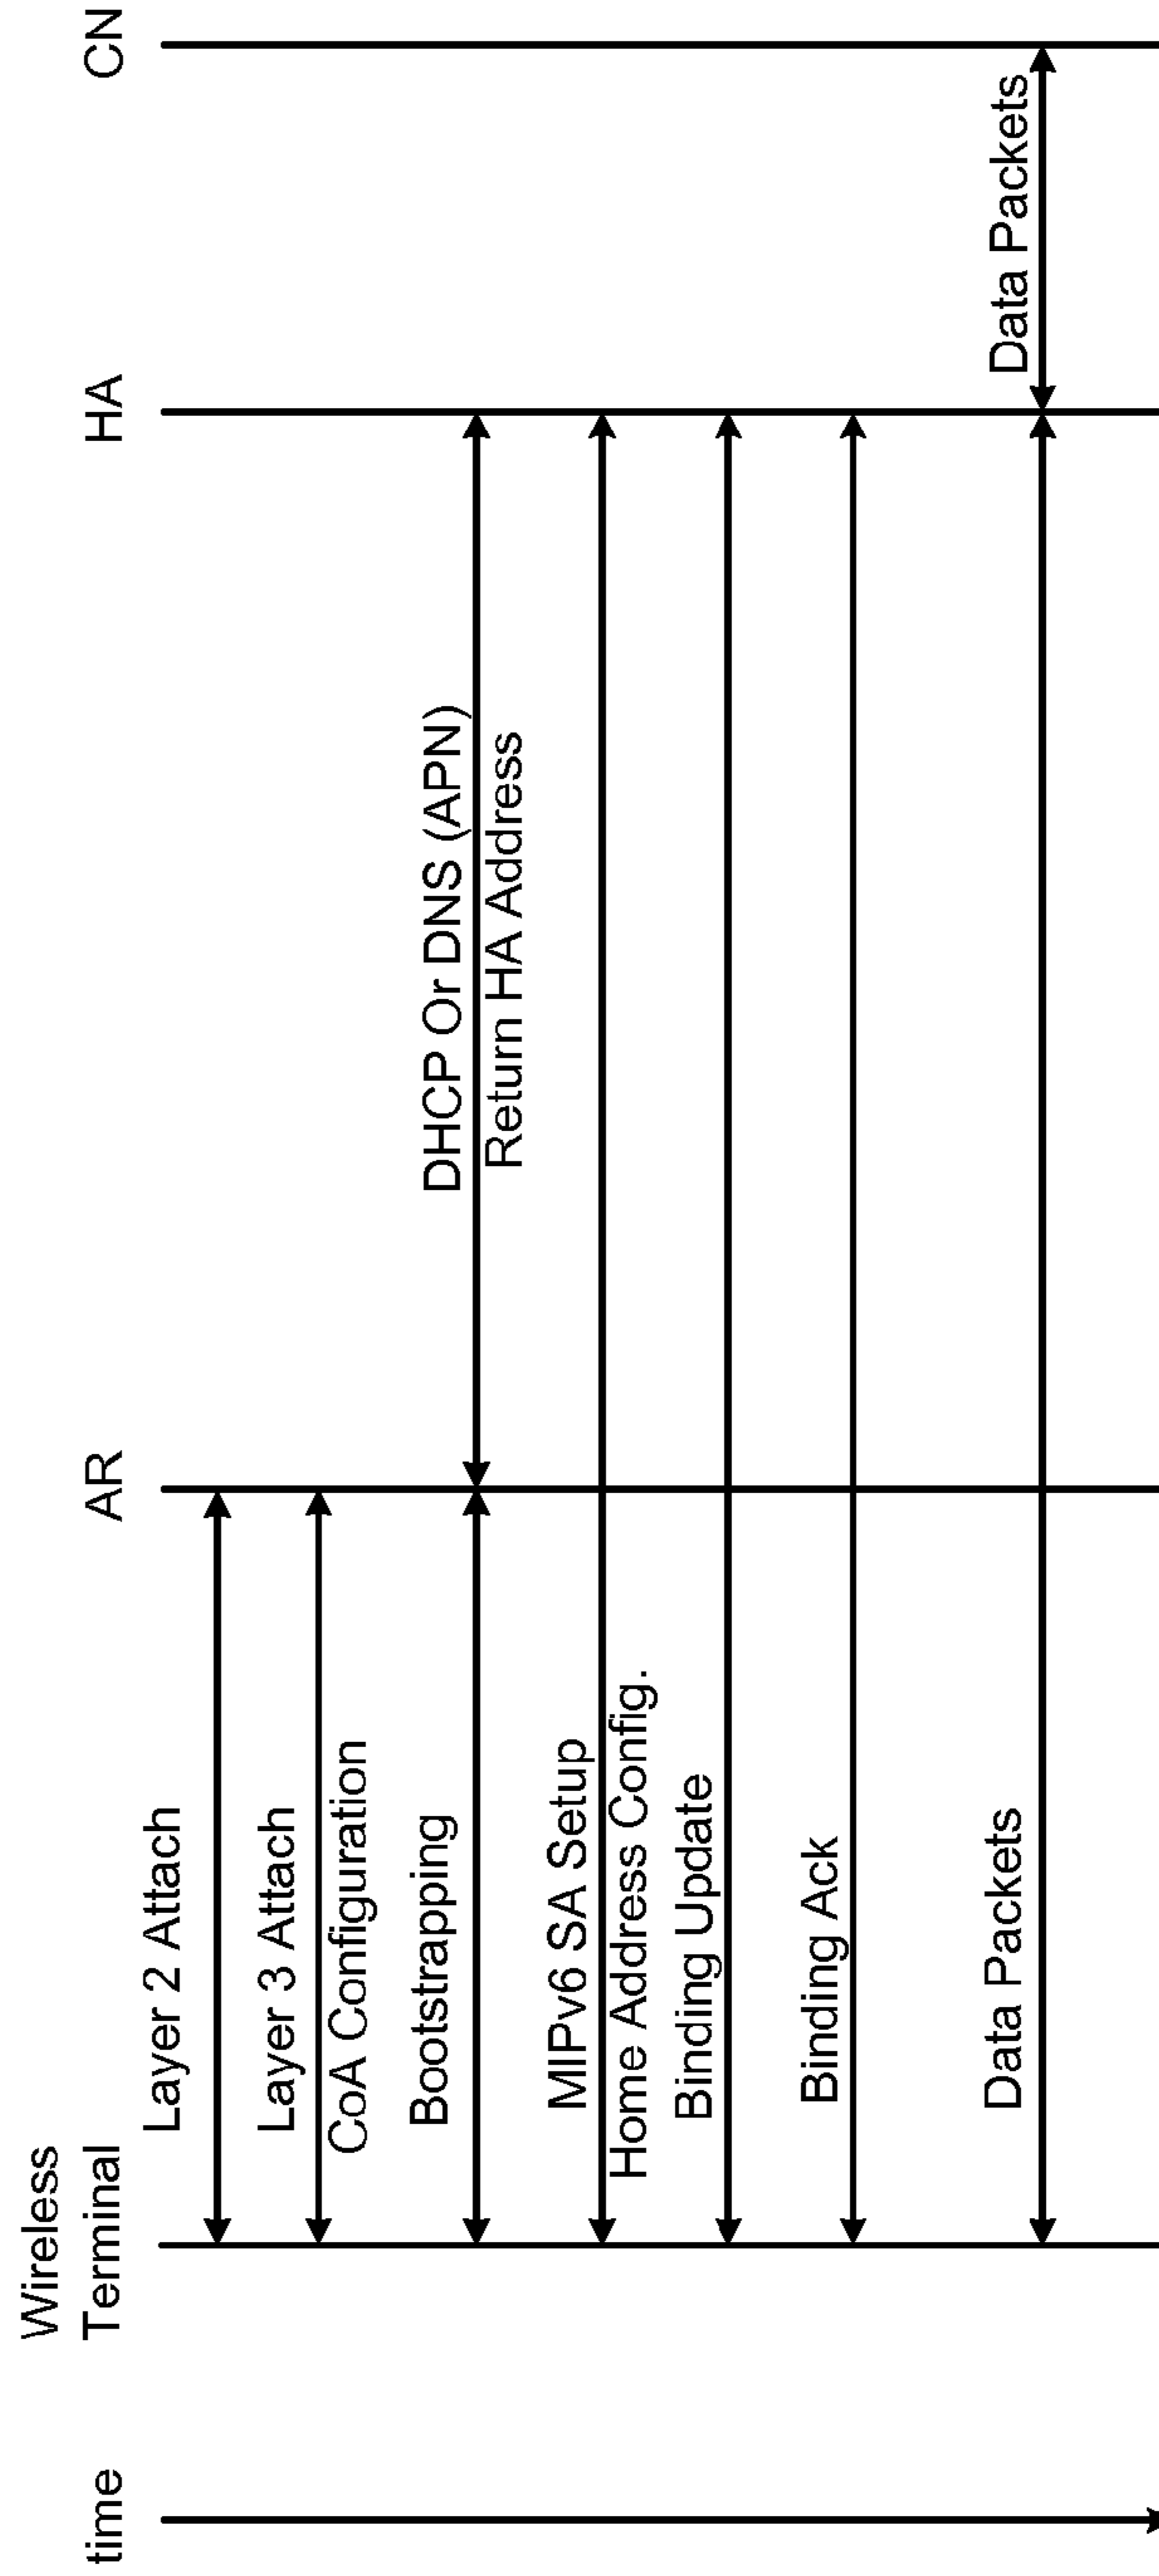 time
Wireless
Terminal
AR
HA
CN
Layer 2 Attach
Layer 3 Attach
CoA Configuration
Bootstrapping
DHCP Or DNS (APN)
Return HA Address
MIPv6 SA Setup
Home Address Config.
Binding Update
Binding Ack
Data Packets
Data Packets